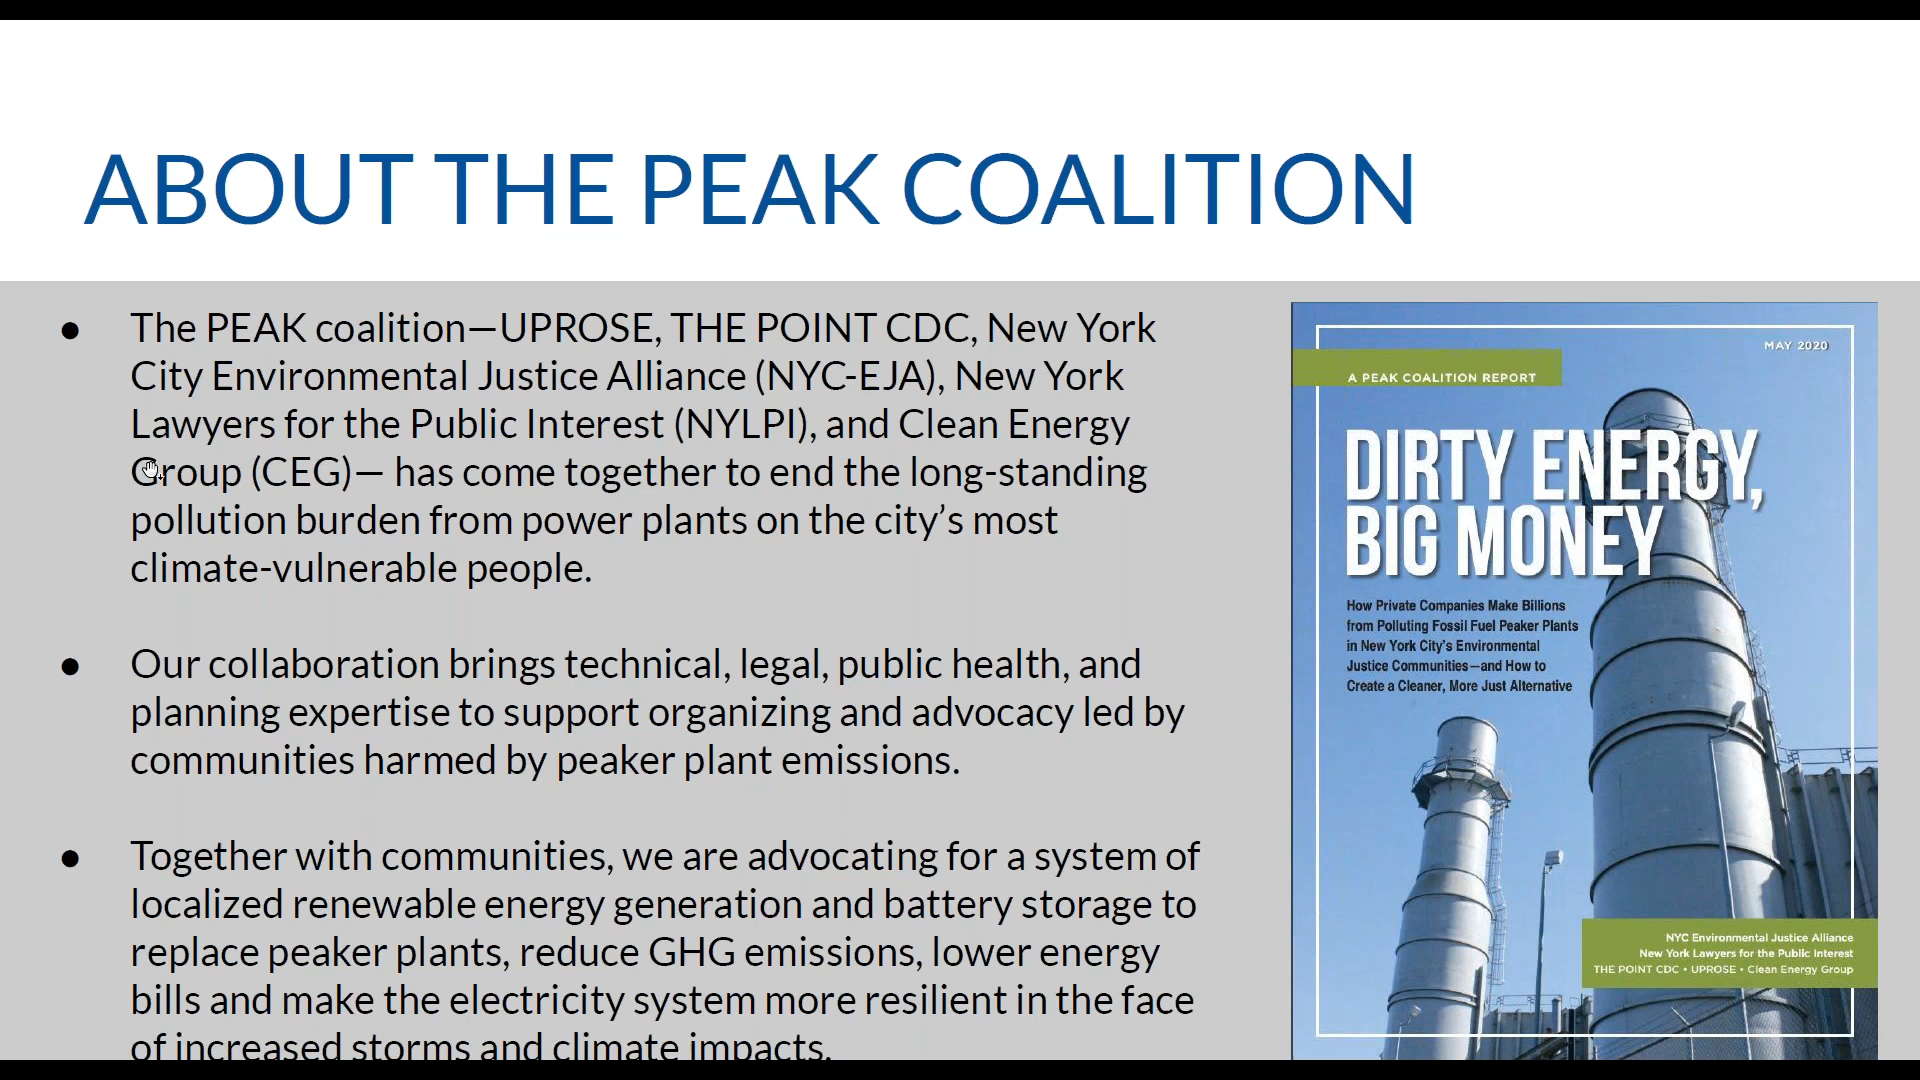 ABOUT THE PEAK COALITION
● The PEAK coalition—UPROSE, THE POINT CDC, New York
City Environmental Justice Alliance (NYC-EJA), New York
Lawyers for the Public Interest (NYLPI), and Clean Energy
Group (CEG)— has come together to end the long-standing
pollution burden from power plants on the city’s most
climate-vulnerable people.
● Our collaboration brings technical, legal, public health, and
planning expertise to support organizing and advocacy led by
communities harmed by peaker plant emissions.
● Together with communities, we are advocating for a system of
localized renewable energy generation and battery storage to
replace peaker plants, reduce GHG emissions, lower energy
bills and make the electricity system more resilient in the face
of increased storms and climate impacts.
MAY 2020
A PEAK COALITION REPORT
DIRTY ENERGY,
BIG MONEY
How Private Companies Make Billions
from Polluting Fossil Fuel Peaker Plants
in New York City’s Environmental
Justice Communities—and How to
Create a Cleaner, More Just Alternative
NYC Environmental Justice Alliance
New York Lawyers for the Public Interest
THE POINT CDC • UPROSE • Clean Energy Group